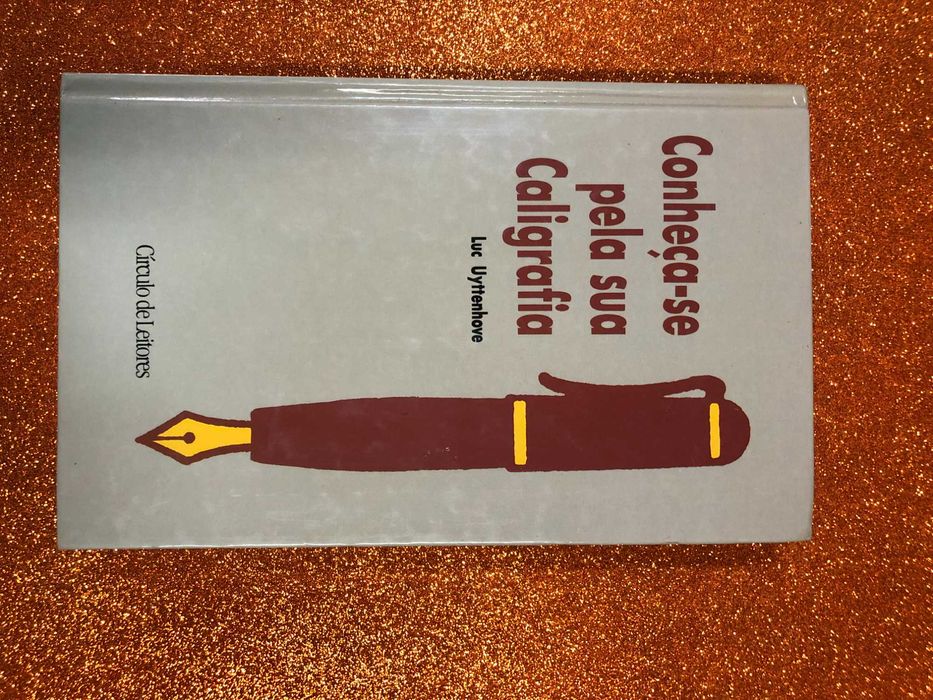 Conheça-se
pela sua
Caligrafia
Luc Uyttenhove
Círculo de Leitores